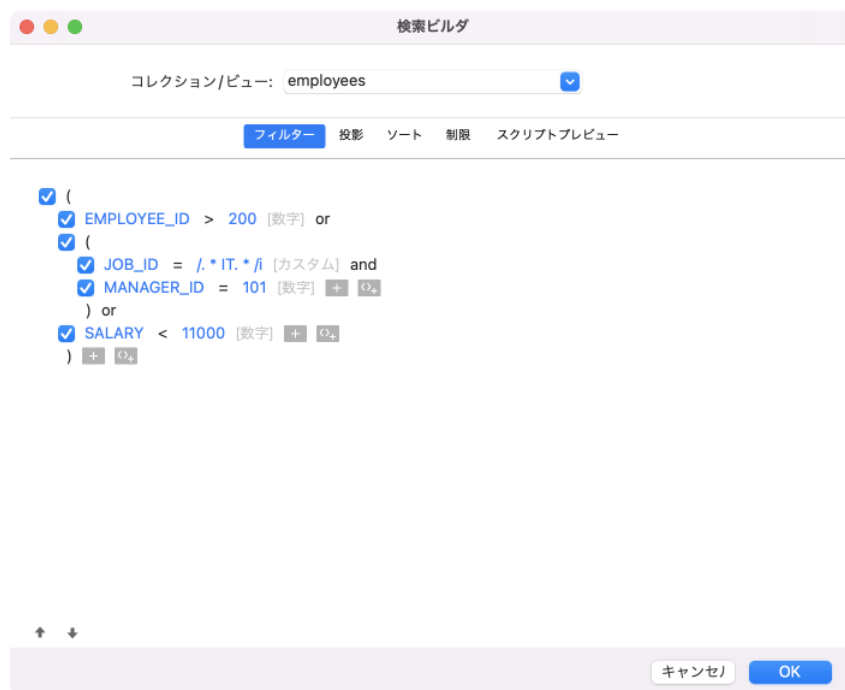 検索ビルダ
コレクション/ビュー: employees
フィルター 投影 ソート 制限 スクリプトプレビュー
(
EMPLOYEE_ID > 200 [数字] or
(
JOB_ID = /. * IT. * /i [カスタム] and
MANAGER_ID = 101 [数字] + ()+
) or
SALARY < 11000 [数字] + ()+
) + ()+
キャンセル OK